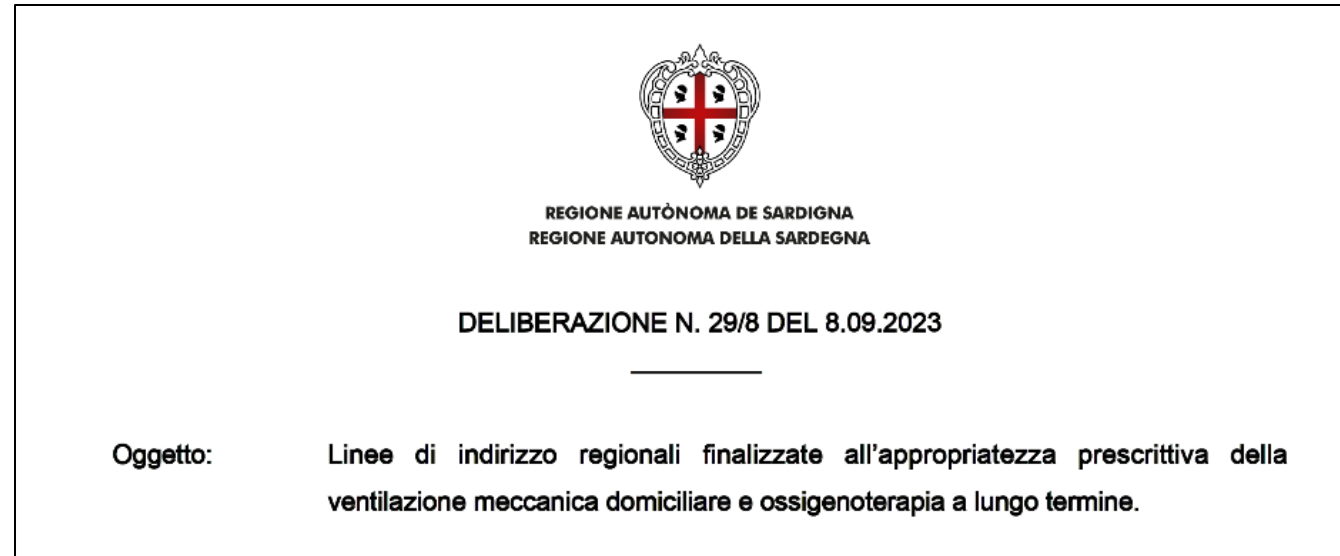 REGIONE AUTÒNOMA DE SARDIGNA
REGIONE AUTONOMA DELLA SARDEGNA
DELIBERAZIONE N. 29/8 DEL 8.09.2023
Oggetto: Linee di indirizzo regionali finalizzate all'appropriatezza prescrittiva della
ventilazione meccanica domiciliare e ossigenoterapia a lungo termine.